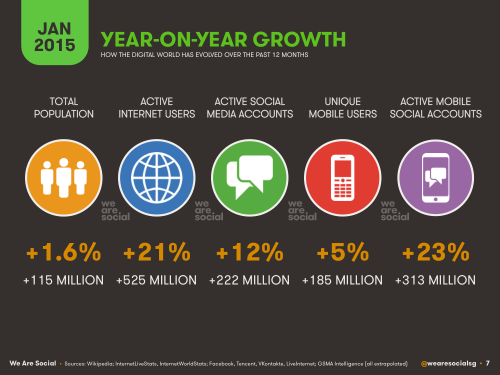 JAN
2015
YEAR-ON-YEAR GROWTH
HOW THE DIGITAL WORLD HAS EVOLVED OVER THE PAST 12 MONTHS
TOTAL
POPULATION
ACTIVE
INTERNET USERS
ACTIVE SOCIAL
MEDIA ACCOUNTS
UNIQUE
MOBILE USERS
ACTIVE MOBILE
SOCIAL ACCOUNTS
we
are
social
we
are
social
we
are
social
we
are
social
+1.6%
+21%
+12%
+5%
+23%
+115 MILLION
+525 MILLION
+222 MILLION
+185 MILLION
+313 MILLION
We Are Social • Sources: Wikipedia; InternetLiveStats, InternetWorldStats; Facebook, Tencent, VKontakte, LiveInternet; GSMA Intelligence (all extrapolated)
@wearesocialsg • 7